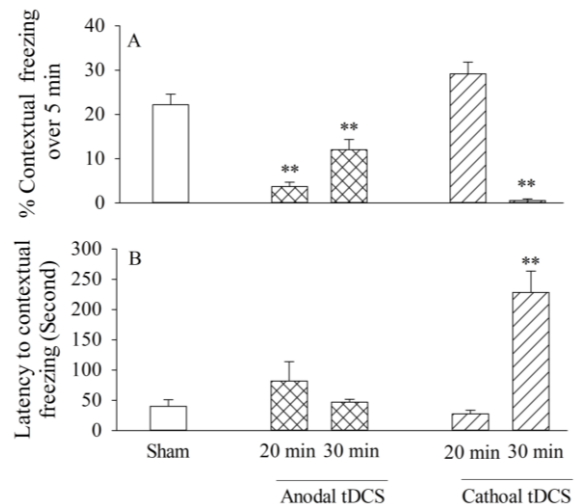 % Contextual freezing
over 5 min
A
40
30
20
10
0
**
**
**
Latency to contextual
freezing (Second)
B
300
250
200
150
100
50
0
**
Sham
20 min 30 min
20 min 30 min
Anodal tDCS
Cathoal tDCS